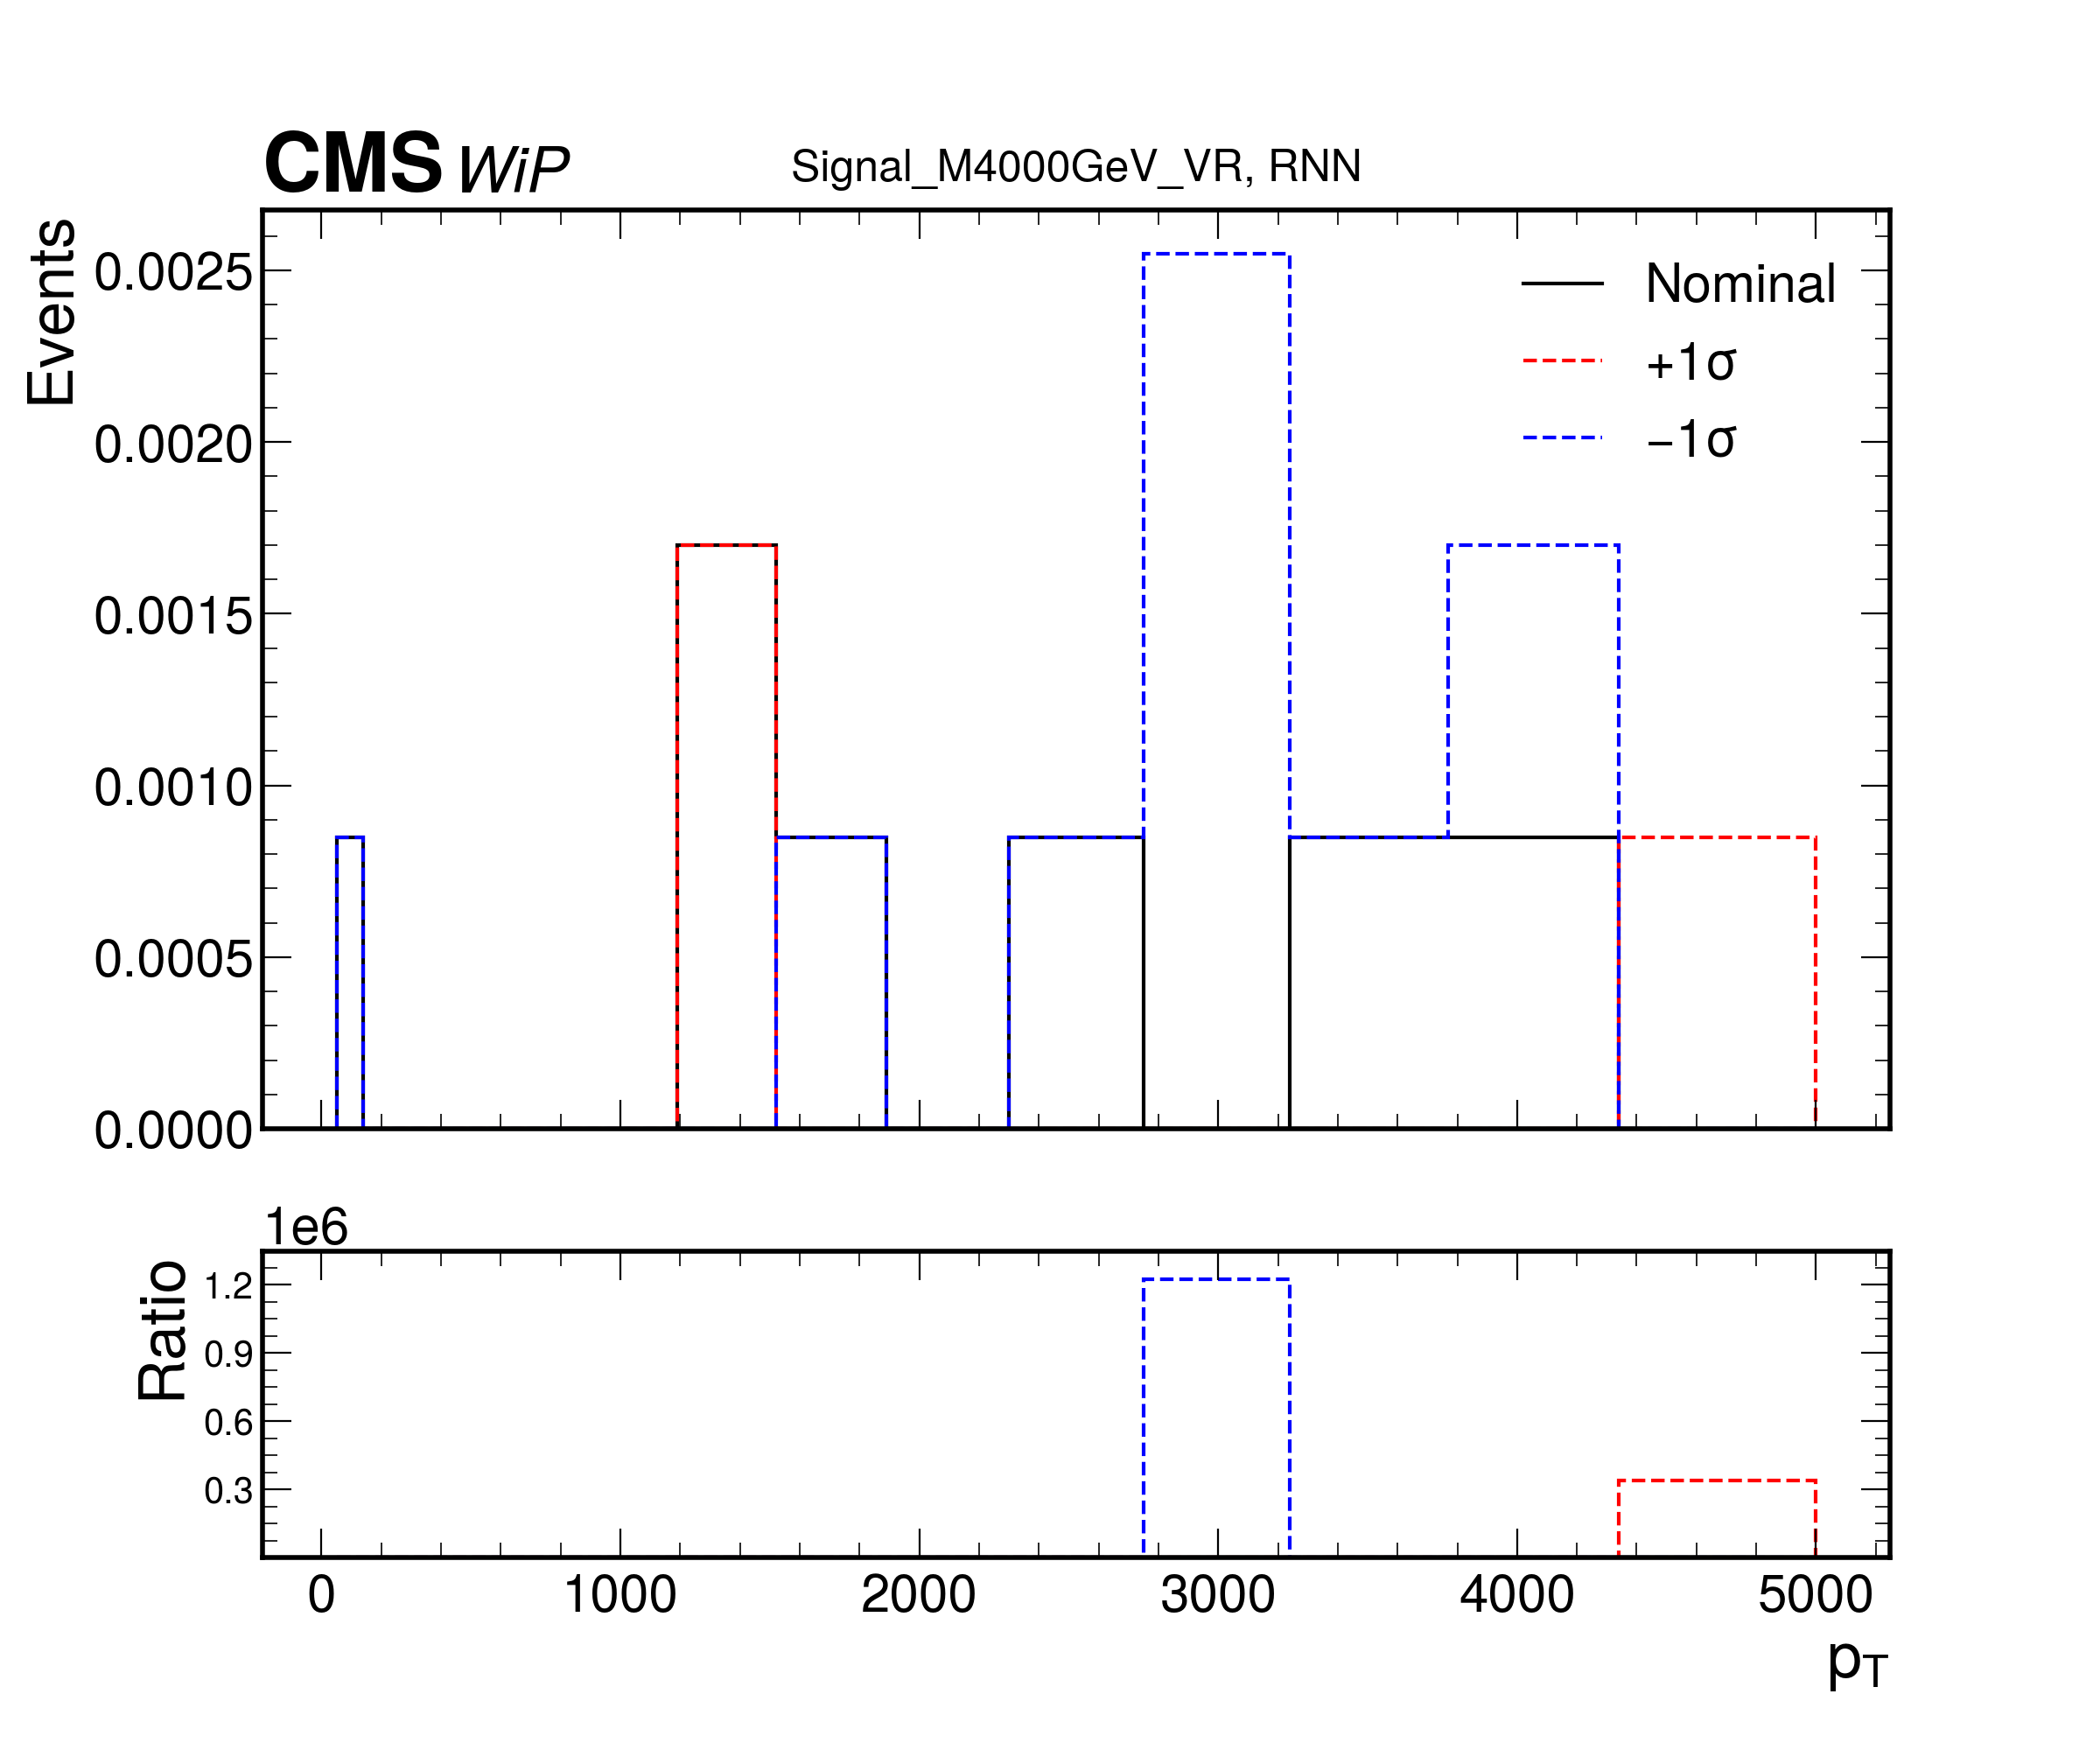 CMS WiP Signal_M4000GeV_VR, RNN
Events
0.0025
0.0020
0.0015
0.0010
0.0005
0.0000
Nominal
+1σ
−1σ
1e6
Ratio
1.2
0.9
0.6
0.3
0 1000 2000 3000 4000 5000
pT